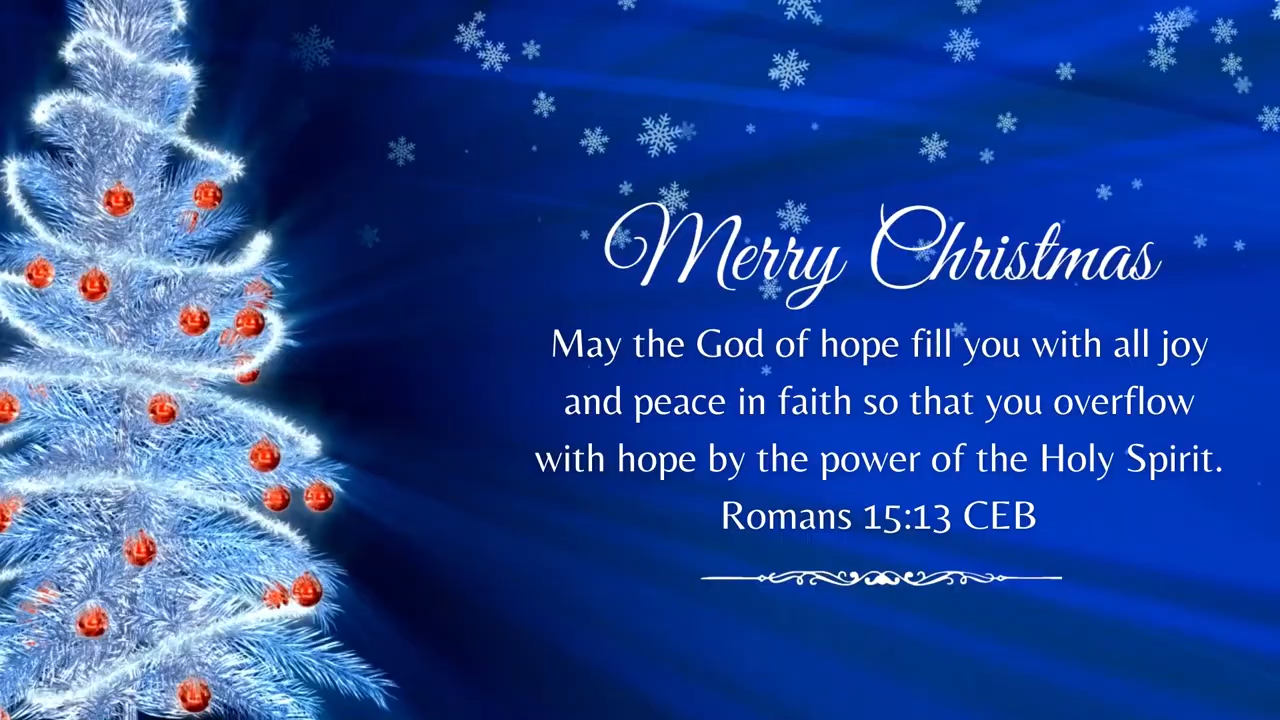 Merry Christmas
May the God of hope fill you with all joy
and peace in faith so that you overflow
with hope by the power of the Holy Spirit.
Romans 15:13 CEB